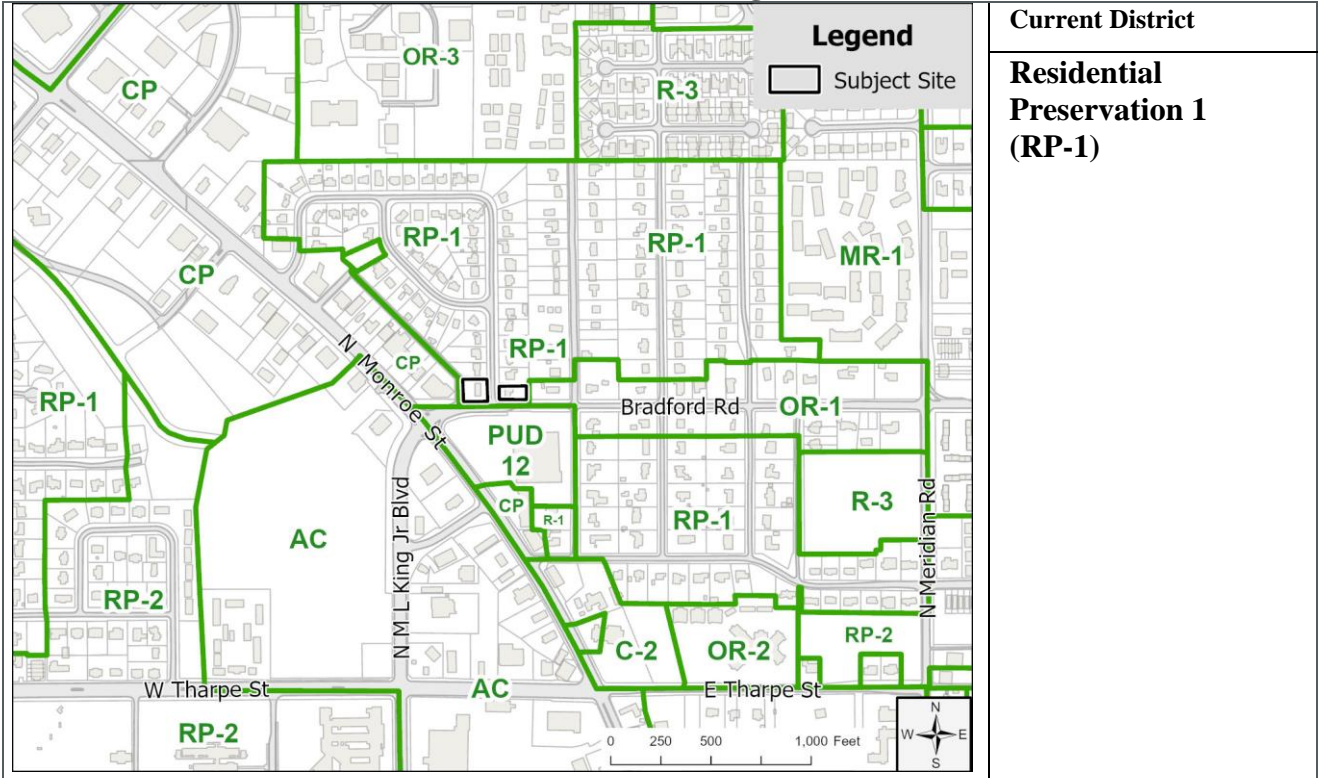 Legend
Subject Site
Current District
Residential
Preservation 1
(RP-1)
OR-3
CP
R-3
RP-1
RP-1
MR-1
CP
N Monroe St
CP
RP-1
RP-1
Bradford Rd
OR-1
PUD
12
CP
R-1
RP-1
R-3
N Meridian Rd
AC
N M L King Jr Blvd
RP-2
RP-2
C-2
OR-2
W Tharpe St
AC
E Tharpe St
RP-2
0 250 500 1,000 Feet
N
W E
S